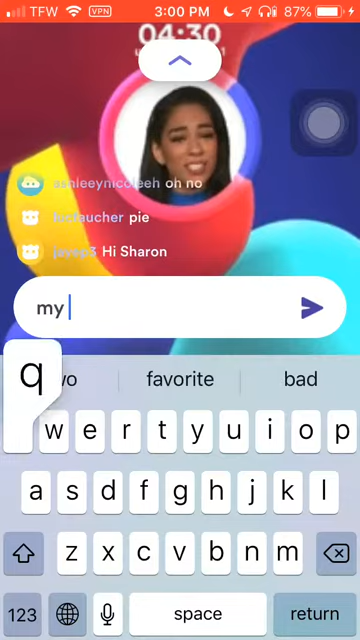 TFW VPN 3:00 PM 87%
04:30
ashleeynicoleeh oh no
lucfaucher pie
Hi Sharon
my
q
wo favorite bad
w e r t y u i o p
a s d f g h j k l
z x c v b n m
123 space return